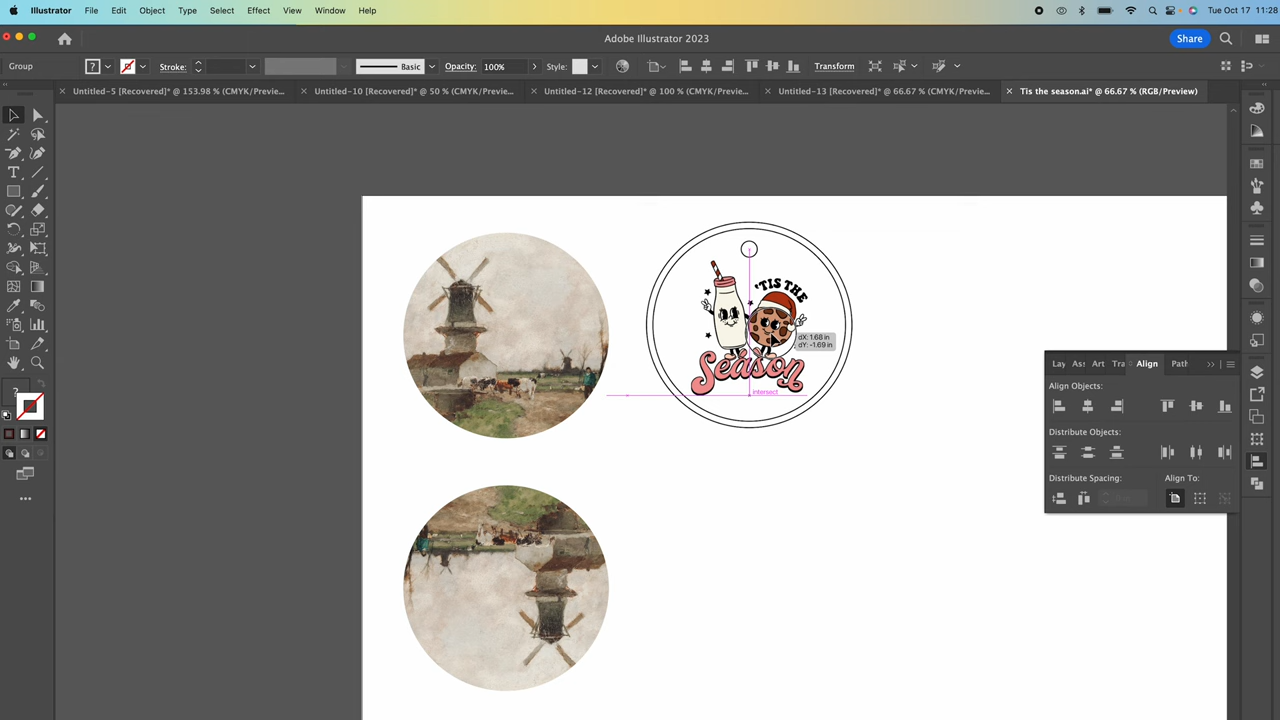 Illustrator File Edit Object Type Select Effect View Window Help Tue Oct 17 11:28
Adobe Illustrator 2023 Share
Group ? Stroke: Basic Opacity: 100% Style: Transform
Untitled-5 [Recovered]* @ 153.98 % (CMYK/Previe... Untitled-10 [Recovered]* @ 50 % (CMYK/Previe... Untitled-12 [Recovered]* @ 100 % (CMYK/Previe... Untitled-13 [Recovered]* @ 66.67 % (CMYK/Previe... Tis the season.ai* @ 66.67 % (RGB/Preview)
'TIS THE
Season
dX: 1.68 in
dY: -1.69 in
intersect
?
Lay As: Art Tra Align Path
Align Objects:
Distribute Objects:
Distribute Spacing: Align To: